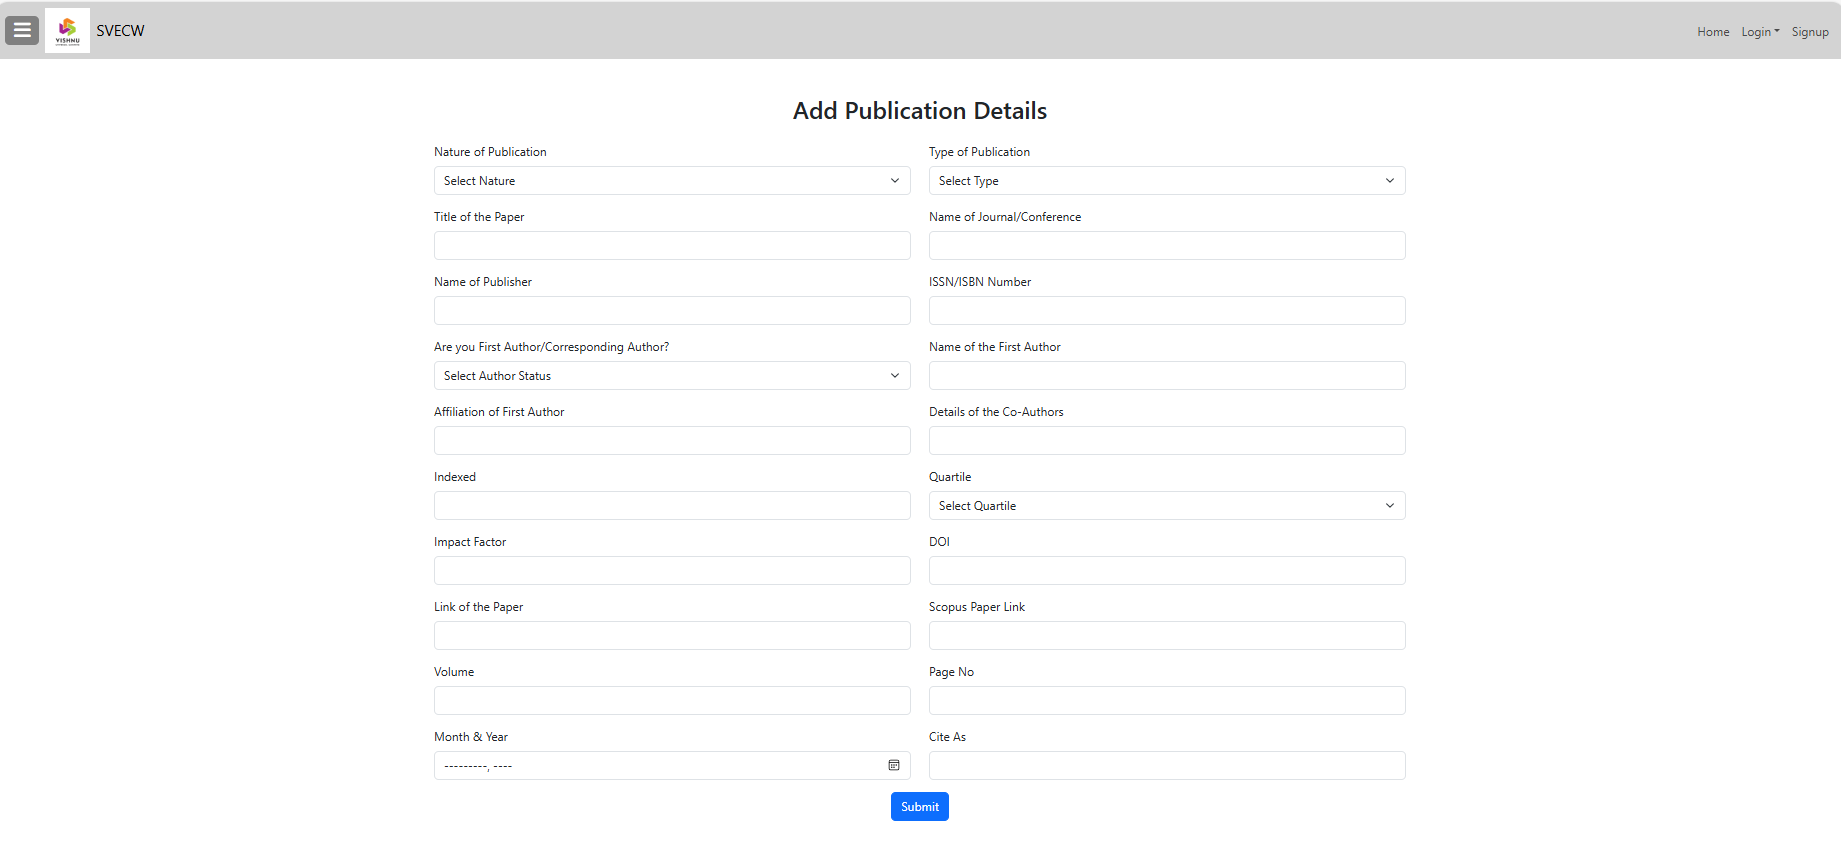 VISHNU
SVECW
Home Login Signup
Add Publication Details
Nature of Publication Type of Publication
Select Nature Select Type
Title of the Paper Name of Journal/Conference
Name of Publisher ISSN/ISBN Number
Are you First Author/Corresponding Author? Name of the First Author
Select Author Status
Affiliation of First Author Details of the Co-Authors
Indexed Quartile
Select Quartile
Impact Factor DOI
Link of the Paper Scopus Paper Link
Volume Page No
Month & Year Cite As
---------, ----
Submit